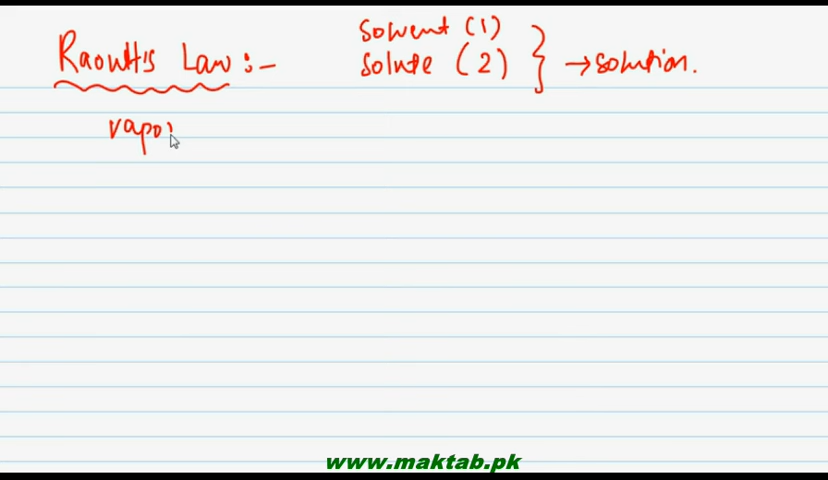 Raoult's Law :-
solvent (1)
solute (2)
→ solution.
vapo
www.maktab.pk